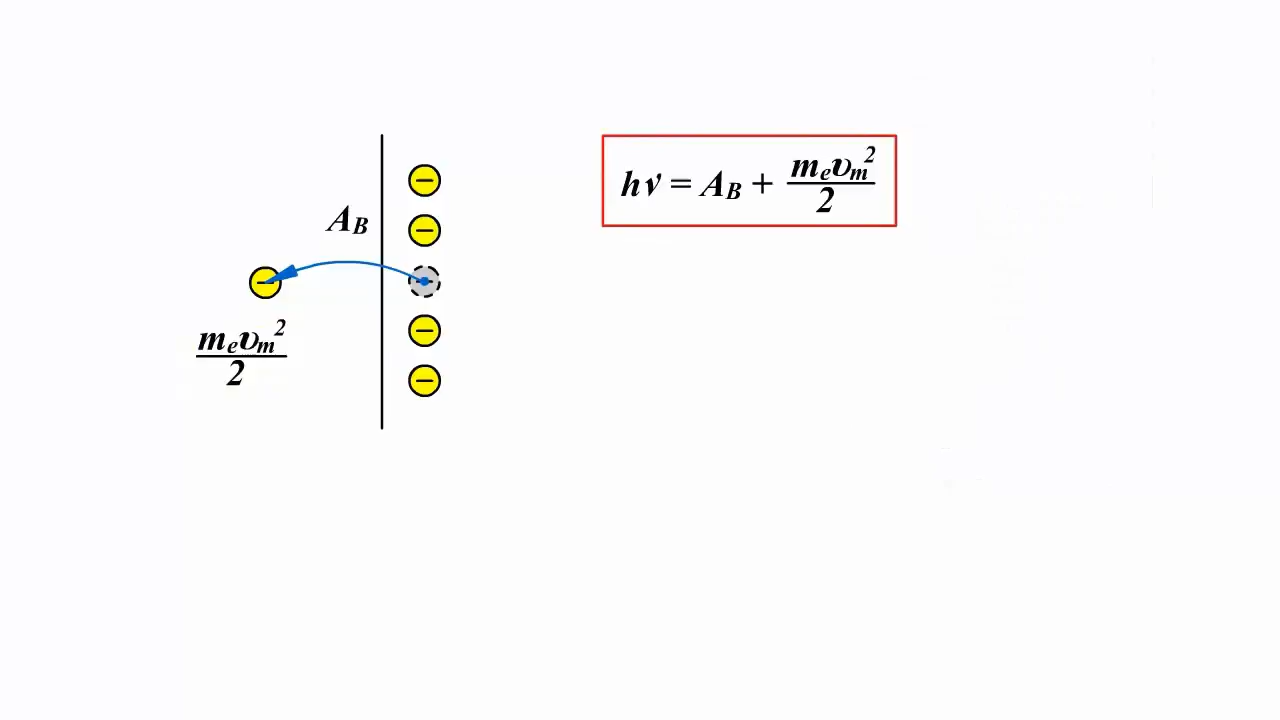 hν = A_B + m_eυ_m²/2
A_B
m_eυ_m²/2